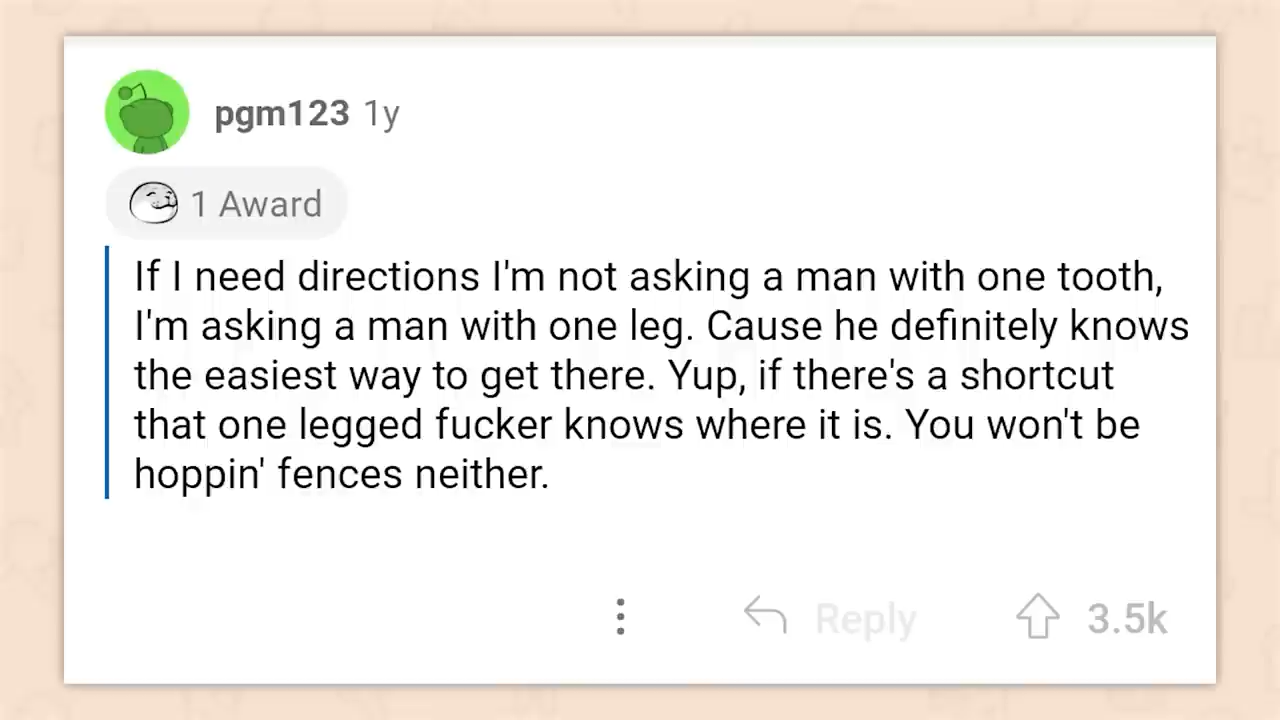 pgm123 1y
1 Award
If I need directions I'm not asking a man with one tooth,
I'm asking a man with one leg. Cause he definitely knows
the easiest way to get there. Yup, if there's a shortcut
that one legged fucker knows where it is. You won't be
hoppin' fences neither.
Reply 3.5k